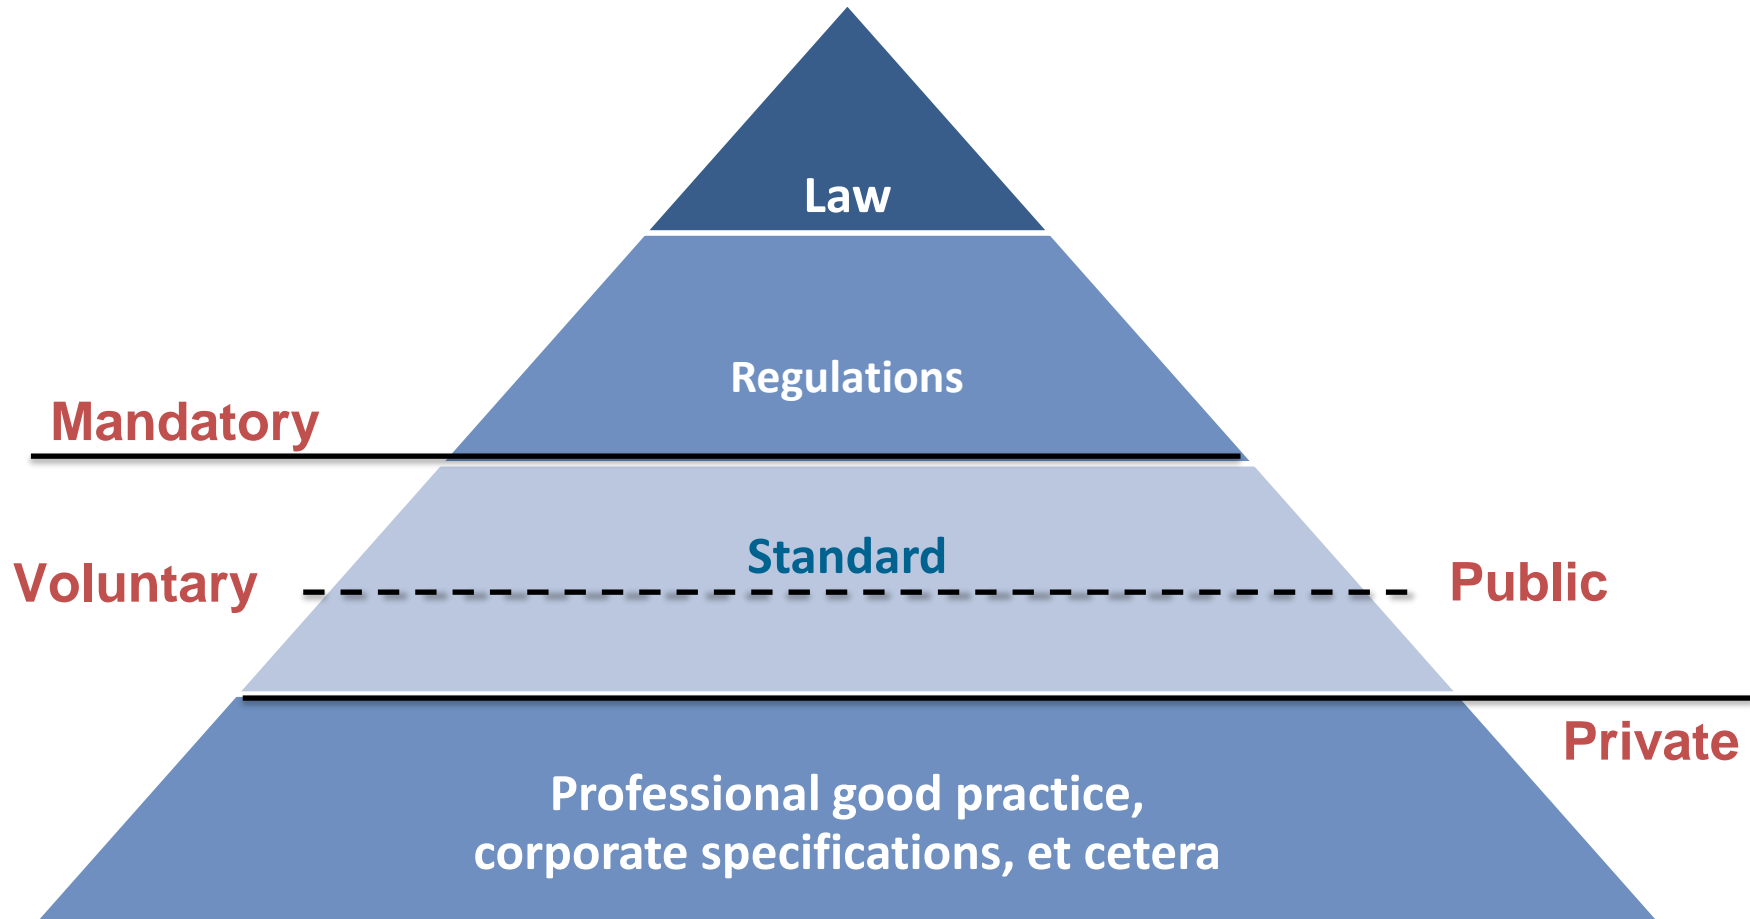 Law
Regulations
Mandatory
Standard
Voluntary
Public
Private
Professional good practice,
corporate specifications, et cetera